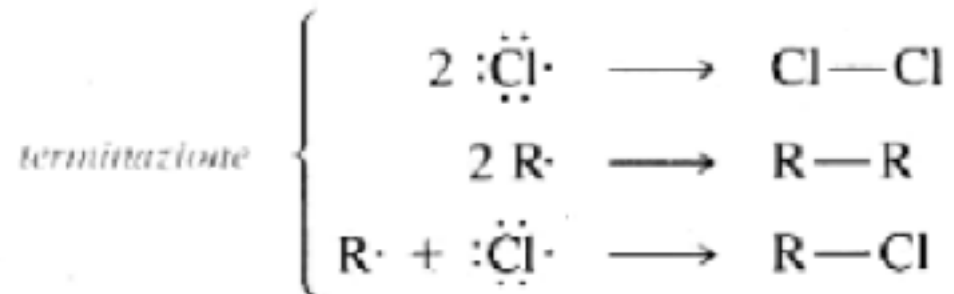 2 :Cl· ⟶ Cl—Cl
terminazione
2 R· ⟶ R—R
R· + :Cl· ⟶ R—Cl